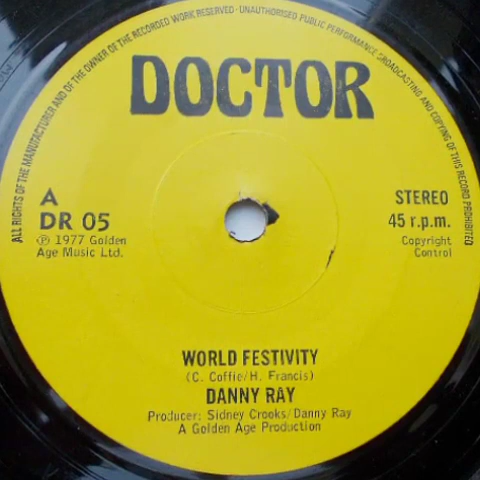 ALL RIGHTS OF THE MANUFACTURER AND OF THE OWNER OF THE RECORDED WORK RESERVED · UNAUTHORISED PUBLIC PERFORMANCE BROADCASTING AND COPYING OF THIS RECORD PROHIBITED
DOCTOR
A
DR 05
℗ 1977 Golden
Age Music Ltd.
STEREO
45 r.p.m.
Copyright
Control
WORLD FESTIVITY
(C. Coffie/H. Francis)
DANNY RAY
Producer: Sidney Crooks/Danny Ray
A Golden Age Production